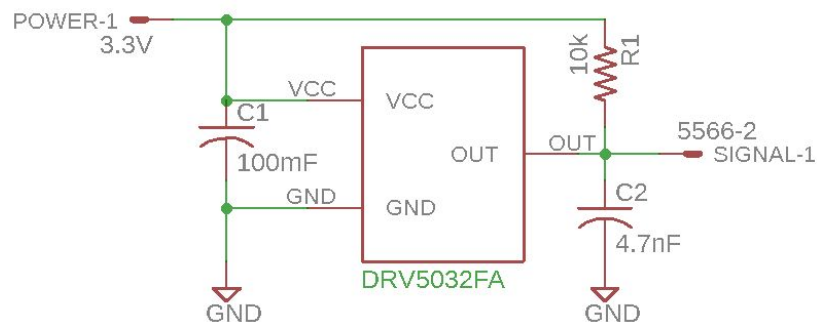 POWER-1
3.3V
VCC
C1
100mF
GND
GND
VCC
OUT
GND
DRV5032FA
10k
R1
OUT
5566-2
SIGNAL-1
C2
4.7nF
GND